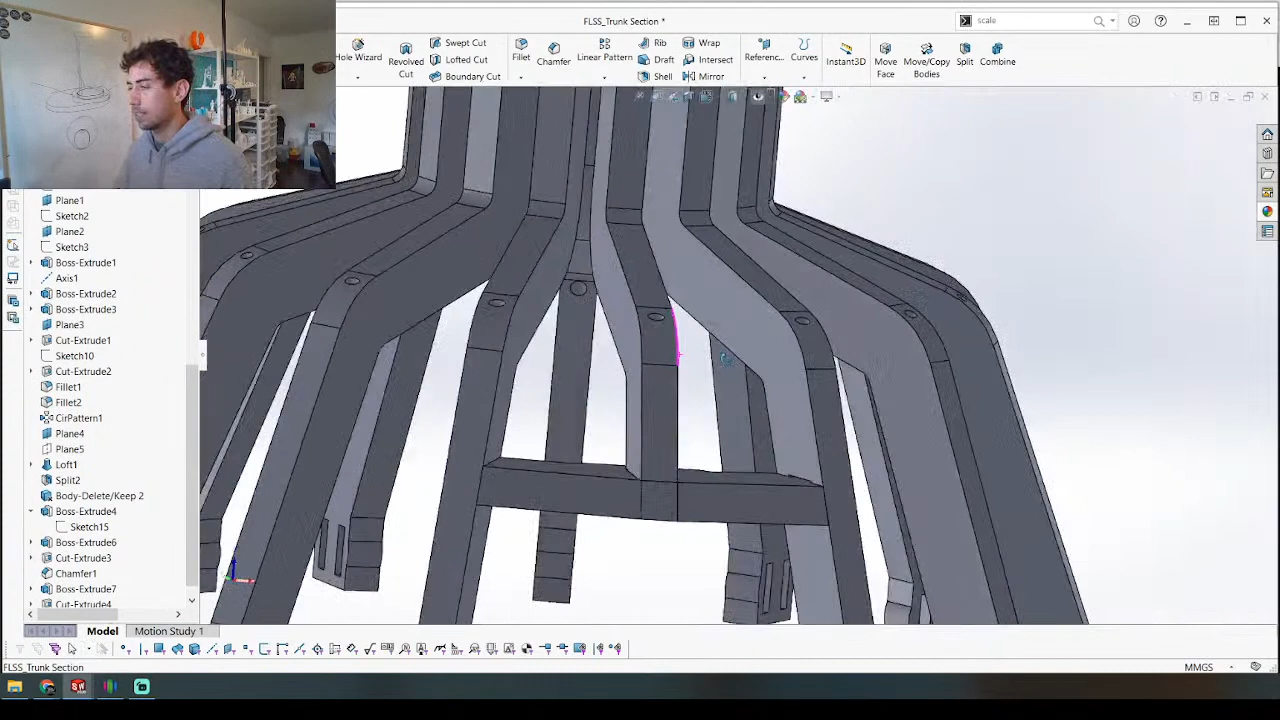 FLSS_Trunk Section *
scale
Hole Wizard
Revolved Cut
Swept Cut
Lofted Cut
Boundary Cut
Fillet
Chamfer
Linear Pattern
Rib
Draft
Shell
Wrap
Intersect
Mirror
Referenc...
Curves
Instant3D
Move Face
Move/Copy Bodies
Split
Combine
Plane1
Sketch2
Plane2
Sketch3
Boss-Extrude1
Axis1
Boss-Extrude2
Boss-Extrude3
Plane3
Cut-Extrude1
Sketch10
Cut-Extrude2
Fillet1
Fillet2
CirPattern1
Plane4
Plane5
Loft1
Split2
Body-Delete/Keep 2
Boss-Extrude4
Sketch15
Boss-Extrude6
Cut-Extrude3
Chamfer1
Boss-Extrude7
Cut-Extrude4
Model
Motion Study 1
FLSS_Trunk Section
MMGS